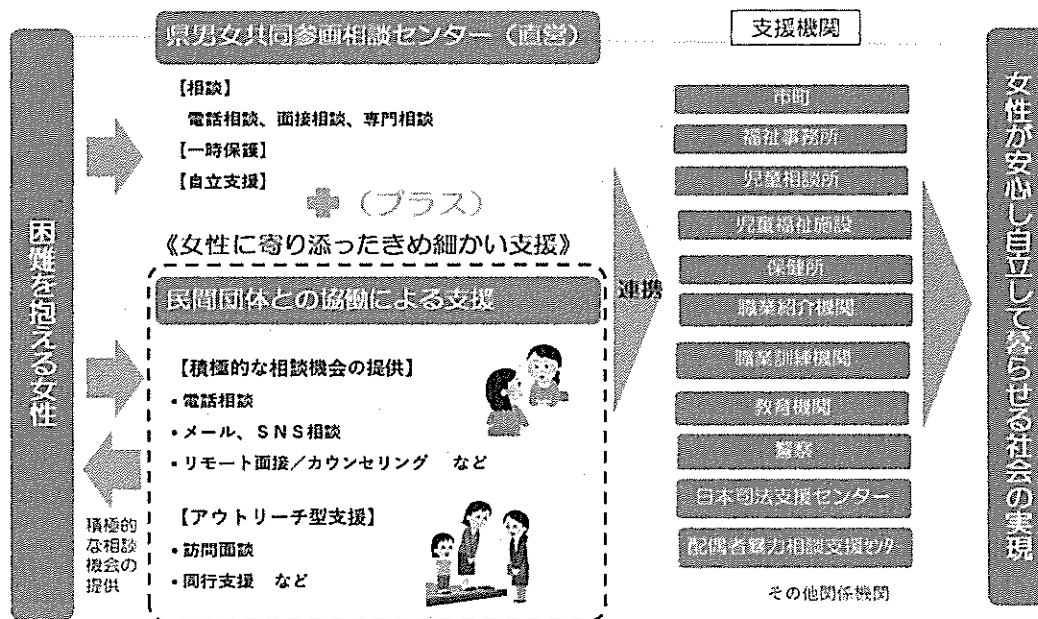 困難を抱える女性
県男女共同参画相談センター（直営）
【相談】
電話相談、面接相談、専門相談
【一時保護】
【自立支援】
（プラス）
《女性に寄り添ったきめ細かい支援》
民間団体との協働による支援
【積極的な相談機会の提供】
・電話相談
・メール、ＳＮＳ相談
・リモート面接／カウンセリング　など
【アウトリーチ型支援】
・訪問面談
・同行支援　など
積極的
な相談
機会の
提供
連携
支援機関
市町
福祉事務所
児童相談所
児童福祉施設
保健所
職業紹介機関
職業訓練機関
教育機関
警察
日本司法支援センター
配偶者暴力相談支援ｾﾝﾀｰ
その他関係機関
女性が安心し自立して暮らせる社会の実現